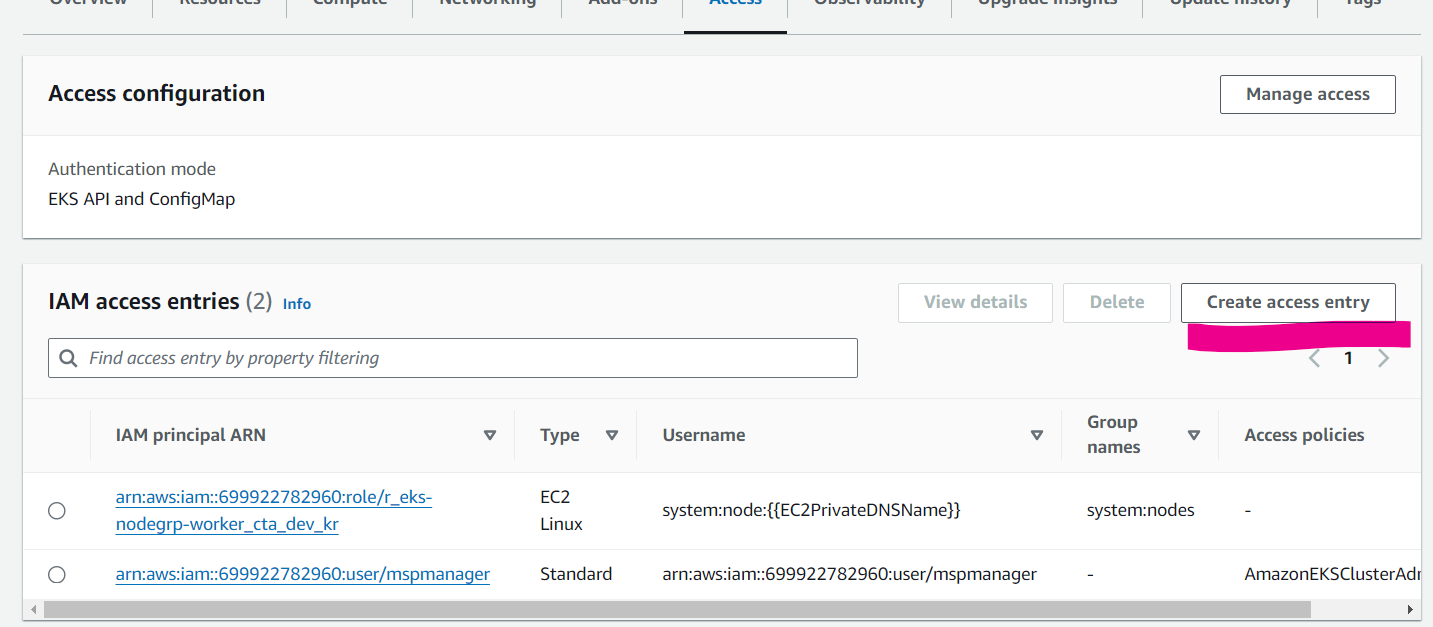 Overview Resources Compute Networking Add-ons Access Observability Upgrade insights Update history Tags
Access configuration
Manage access
Authentication mode
EKS API and ConfigMap
IAM access entries (2) Info
View details
Delete
Create access entry
Find access entry by property filtering
1
IAM principal ARN
Type
Username
Group
names
Access policies
arn:aws:iam::699922782960:role/r_eks-
nodegrp-worker_cta_dev_kr
EC2
Linux
system:node:{{EC2PrivateDNSName}}
system:nodes
-
arn:aws:iam::699922782960:user/mspmanager
Standard
arn:aws:iam::699922782960:user/mspmanager
-
AmazonEKSClusterAdr